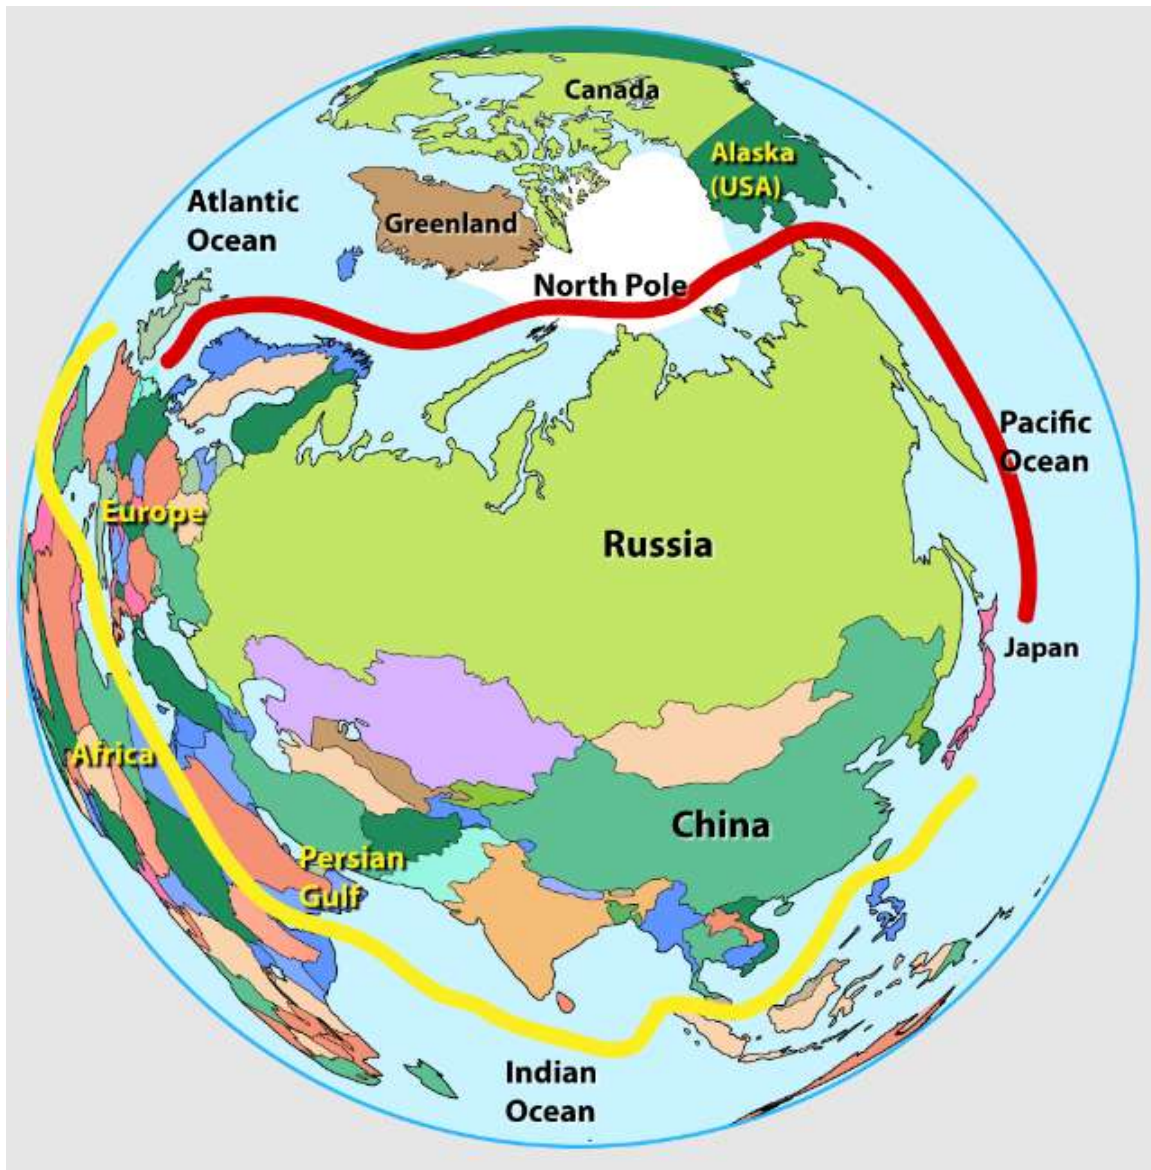 Canada
Alaska
(USA)
Atlantic
Ocean
Greenland
North Pole
Pacific
Ocean
Europe
Russia
Japan
Africa
China
Persian
Gulf
Indian
Ocean